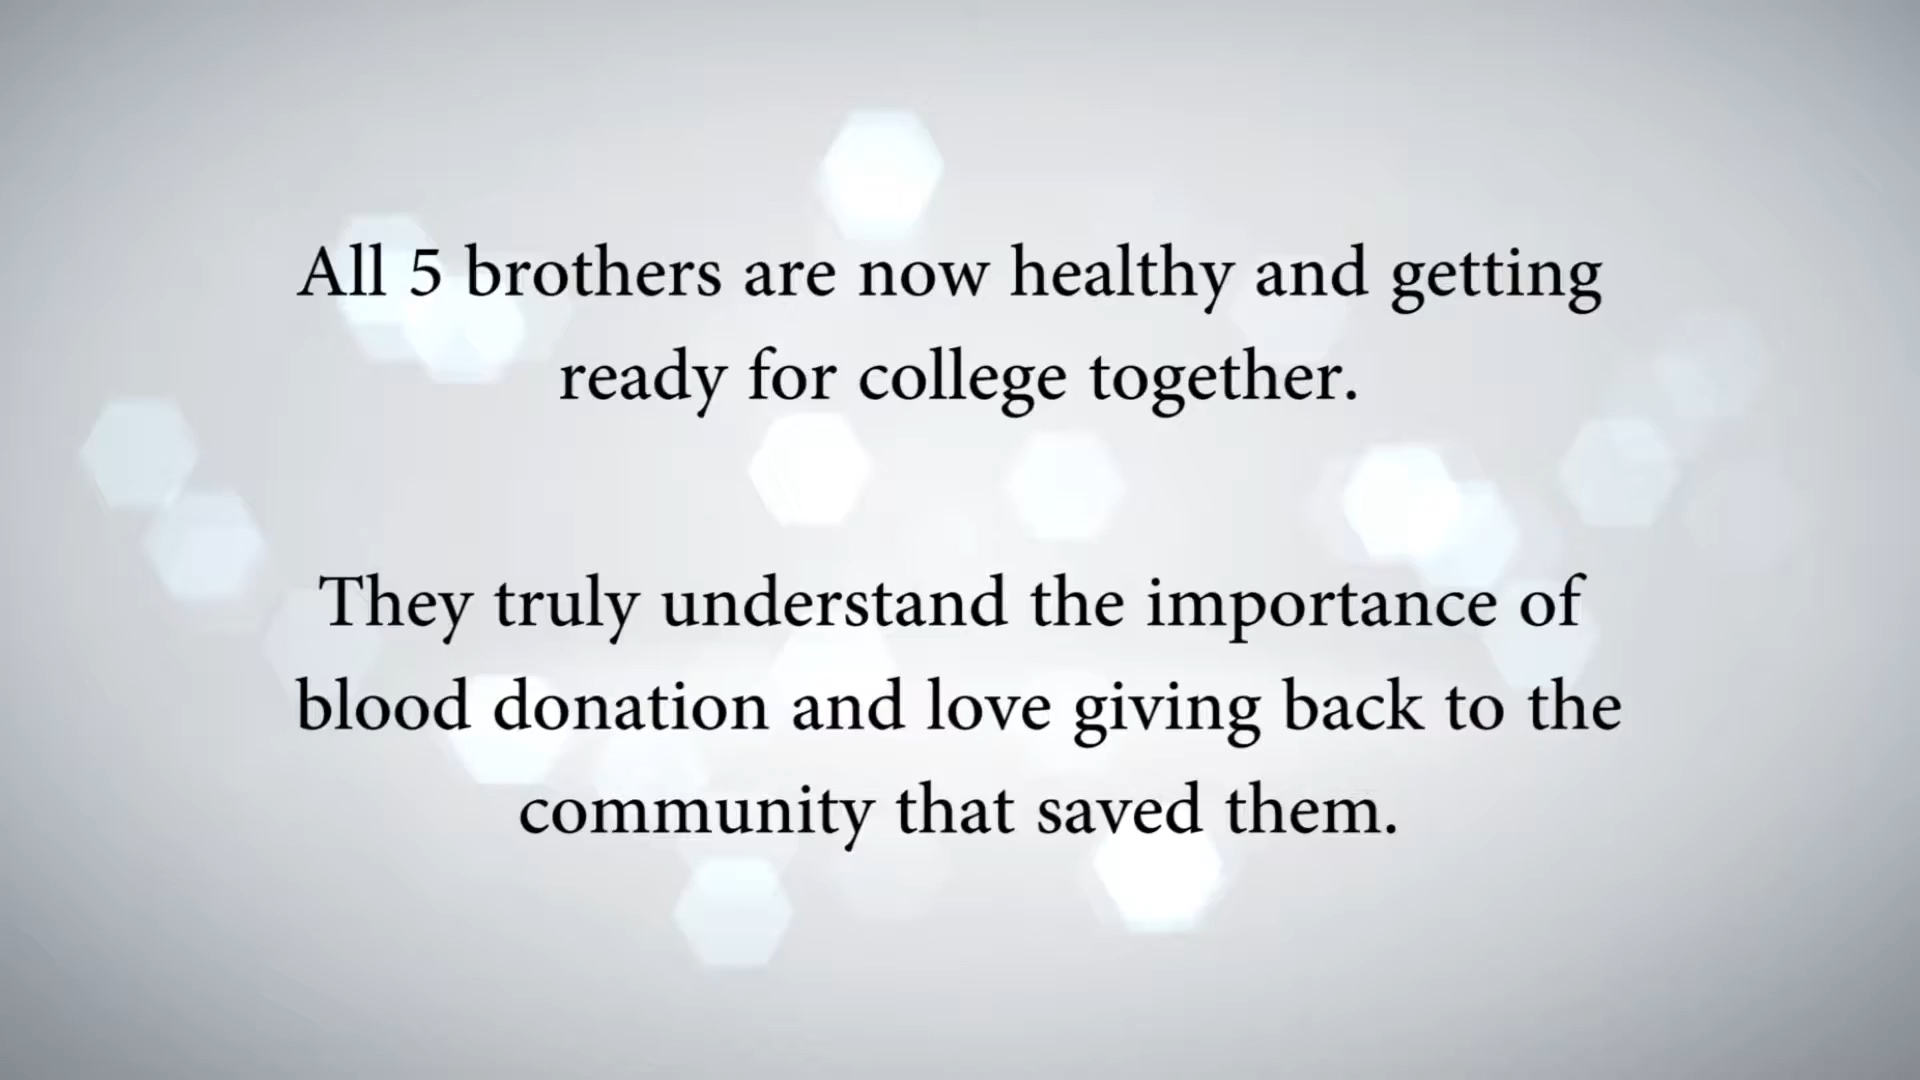 All 5 brothers are now healthy and getting
ready for college together.
They truly understand the importance of
blood donation and love giving back to the
community that saved them.